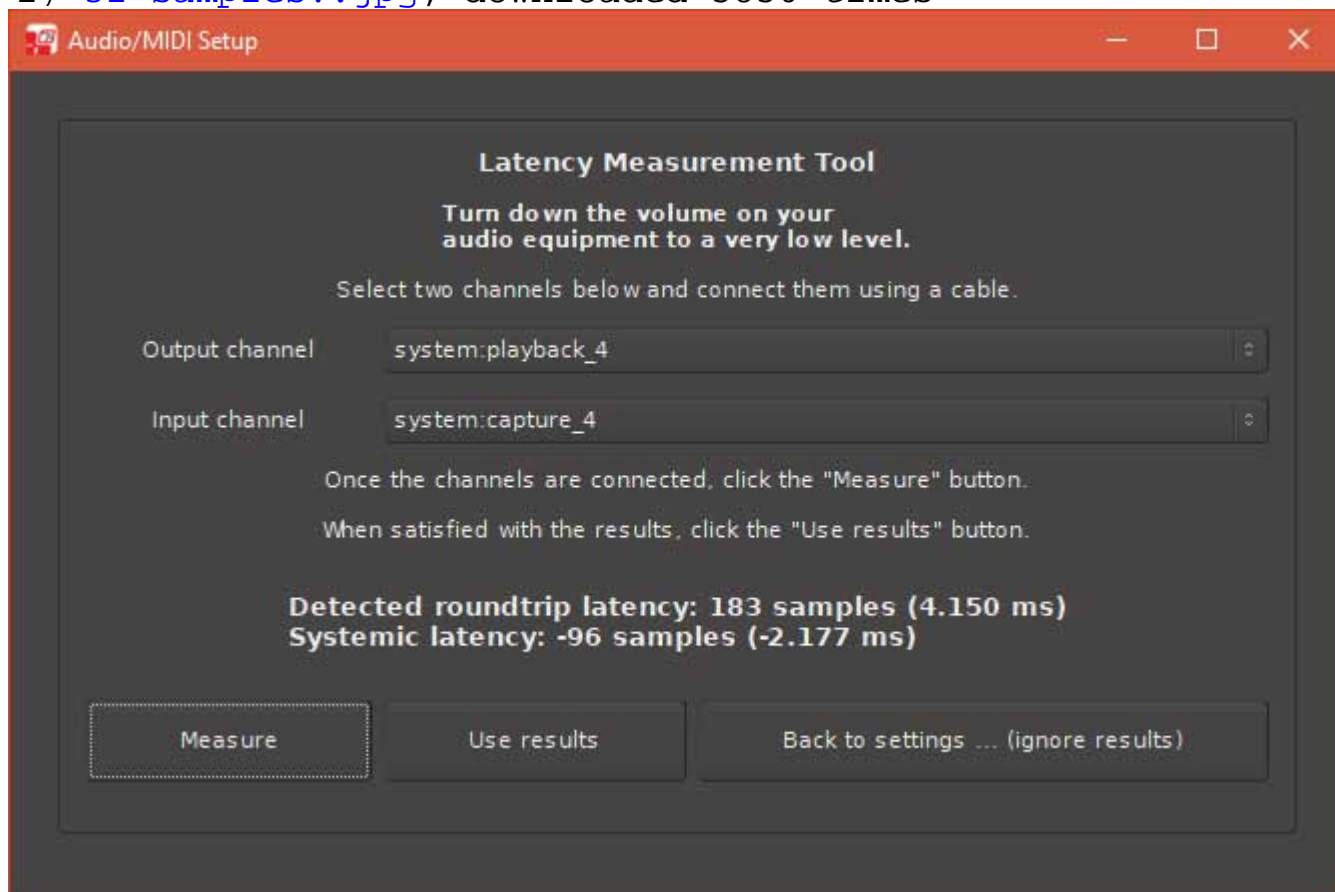 Audio/MIDI Setup
Latency Measurement Tool
Turn down the volume on your
audio equipment to a very low level.
Select two channels below and connect them using a cable.
Output channel system:playback_4
Input channel system:capture_4
Once the channels are connected, click the "Measure" button.
When satisfied with the results, click the "Use results" button.
Detected roundtrip latency: 183 samples (4.150 ms)
Systemic latency: -96 samples (-2.177 ms)
Measure Use results Back to settings ... (ignore results)